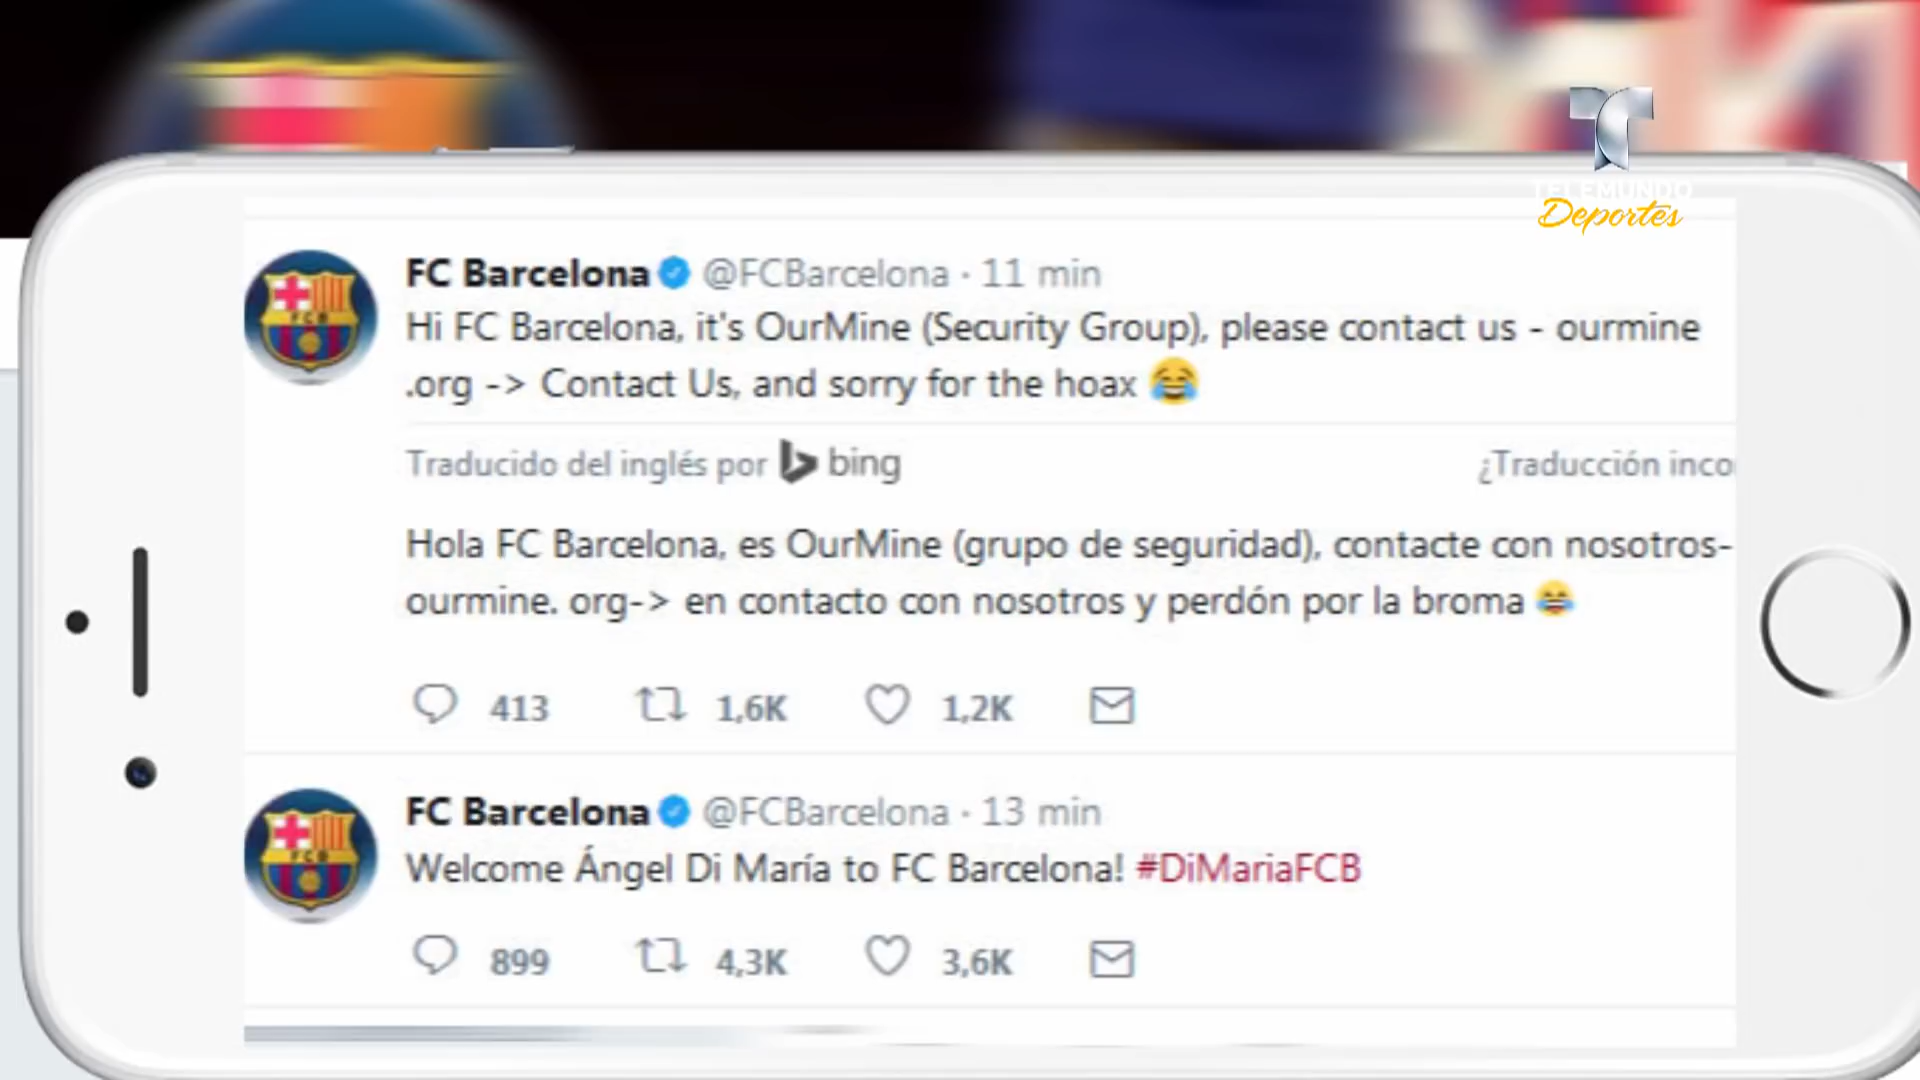 TELEMUNDO
Deportes
FC Barcelona @FCBarcelona · 11 min
Hi FC Barcelona, it's OurMine (Security Group), please contact us - ourmine
.org -> Contact Us, and sorry for the hoax 😂
Traducido del inglés por bing
¿Traducción inco
Hola FC Barcelona, es OurMine (grupo de seguridad), contacte con nosotros-
ourmine. org-> en contacto con nosotros y perdón por la broma 😂
413 1,6K 1,2K
FC Barcelona @FCBarcelona · 13 min
Welcome Ángel Di María to FC Barcelona! #DiMariaFCB
899 4,3K 3,6K